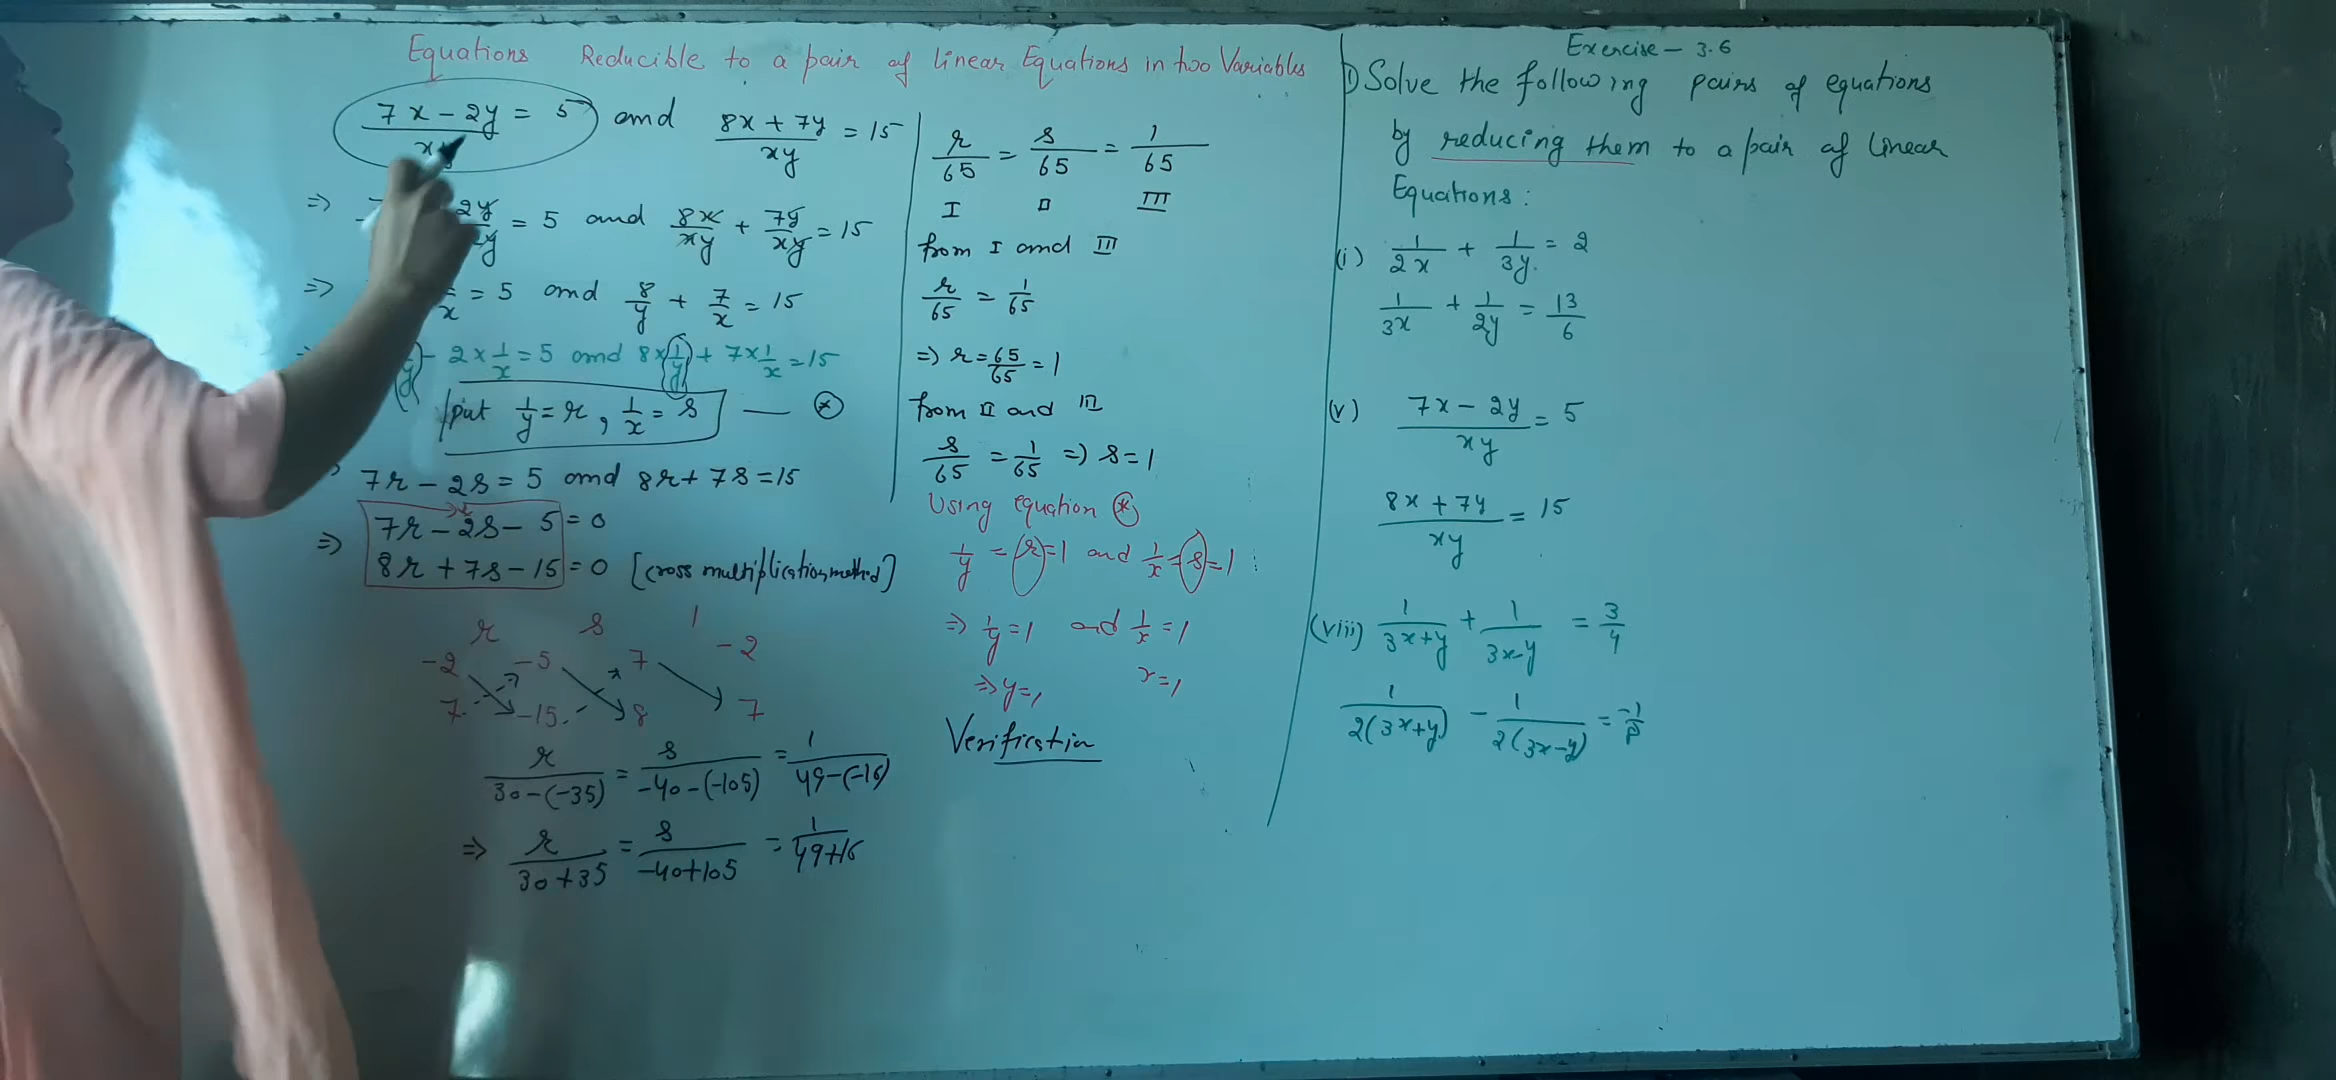 Equations Reducible to a pair of linear Equations in two Variables
7x - 2y / xy = 5 and 8x + 7y / xy = 15
=> 2y / xy = 5 and 8x/xy + 7y/xy = 15
=> /x = 5 and 8/y + 7/x = 15
- 2 x 1/x = 5 and 8 x 1/y + 7 x 1/x = 15
put 1/y = r, 1/x = s — (*)
7r - 2s = 5 and 8r + 7s = 15
=> 7r - 2s - 5 = 0
8r + 7s - 15 = 0 [cross multiplication method]
r s 1
-2 -5 7 -2
7 -15 8 7
r/30-(-35) = s/-40-(-105) = 1/49-(-16)
=> r/30+35 = s/-40+105 = 1/49+16
r/65 = s/65 = 1/65
I II III
from I and III
r/65 = 1/65
=> r = 65/65 = 1
from II and III
s/65 = 1/65 => s = 1
Using equation (*)
1/y = r = 1 and 1/x = s = 1
=> 1/y = 1 and 1/x = 1
=> y = 1, x = 1
Verification
Exercise - 3.6
1) Solve the following pairs of equations
by reducing them to a pair of linear
Equations:
(i) 1/2x + 1/3y = 2
1/3x + 1/2y = 13/6
(v) 7x - 2y / xy = 5
8x + 7y / xy = 15
(viii) 1/3x+y + 1/3x-y = 3/4
1/2(3x+y) - 1/2(3x-y) = -1/8